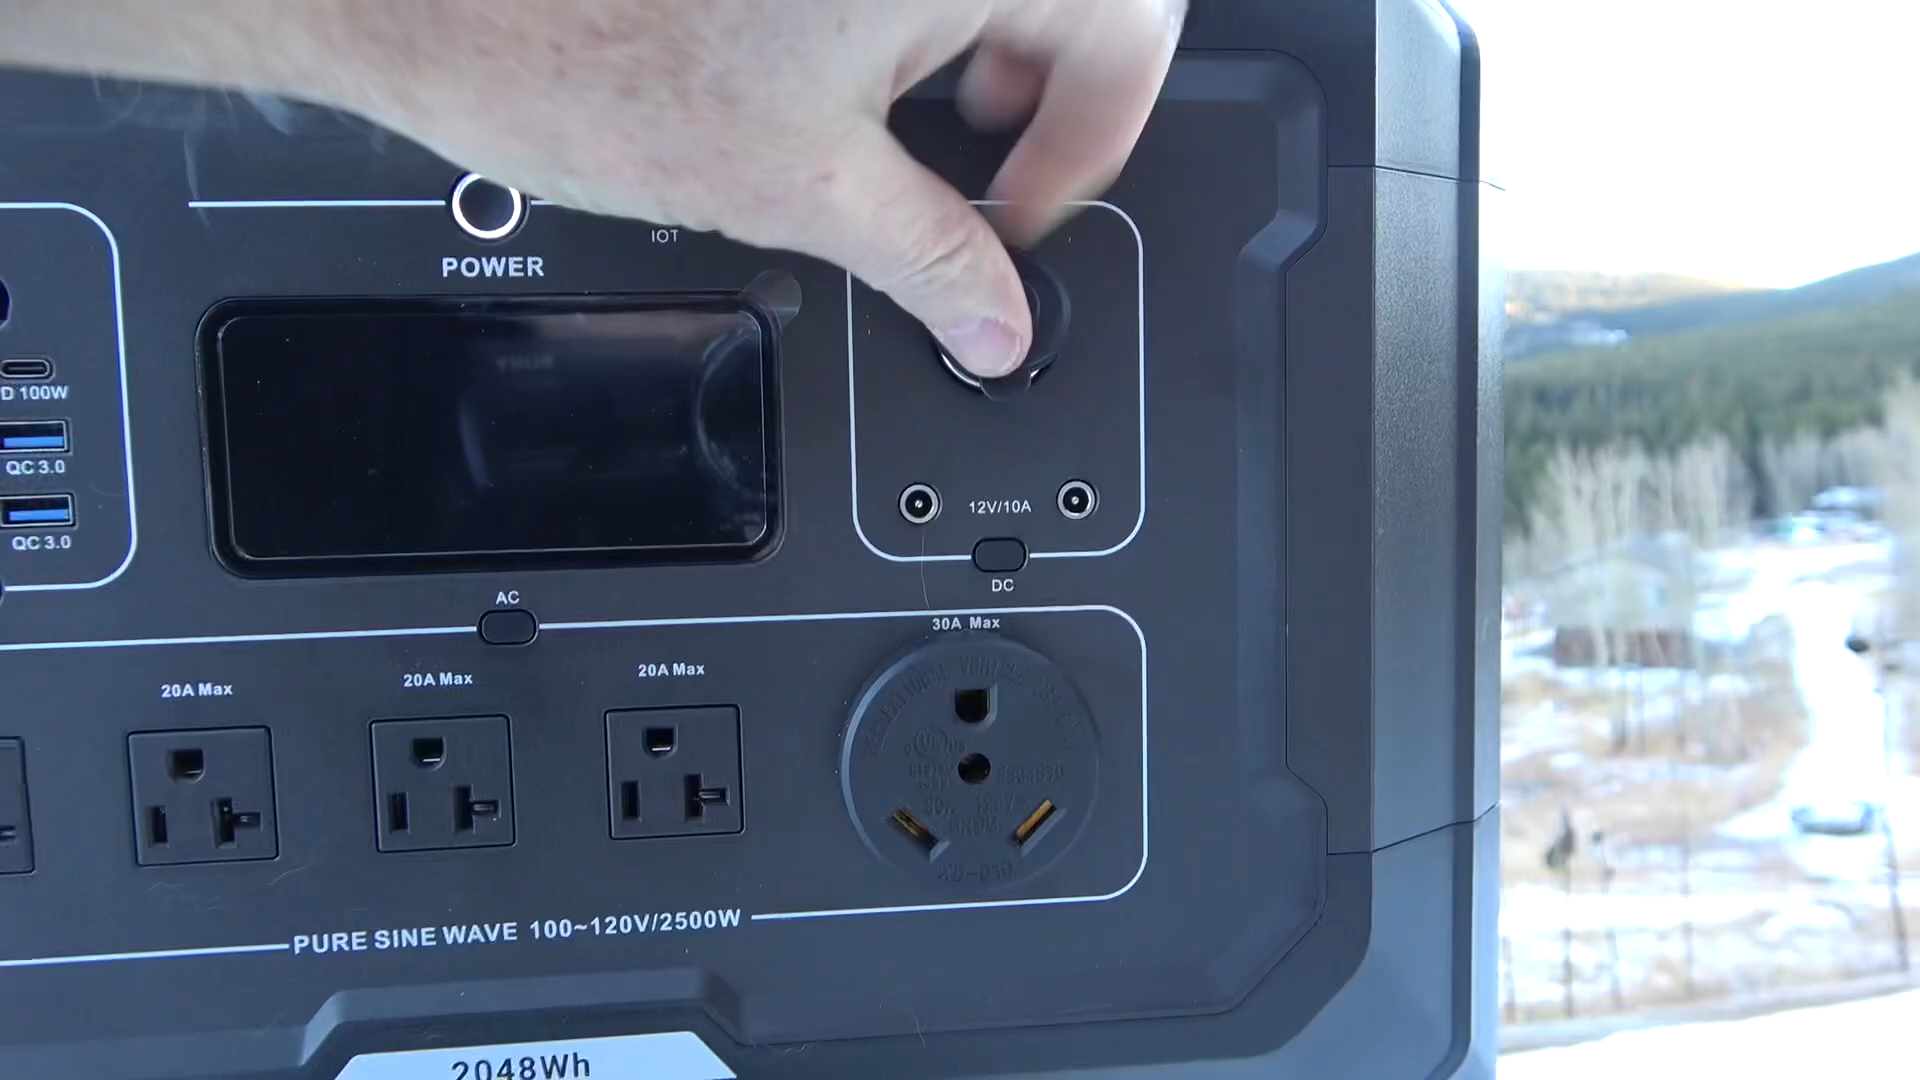 IOT
POWER
D 100W
QC 3.0
QC 3.0
12V/10A
DC
AC
30A Max
20A Max
20A Max
20A Max
PURE SINE WAVE 100~120V/2500W
2048Wh